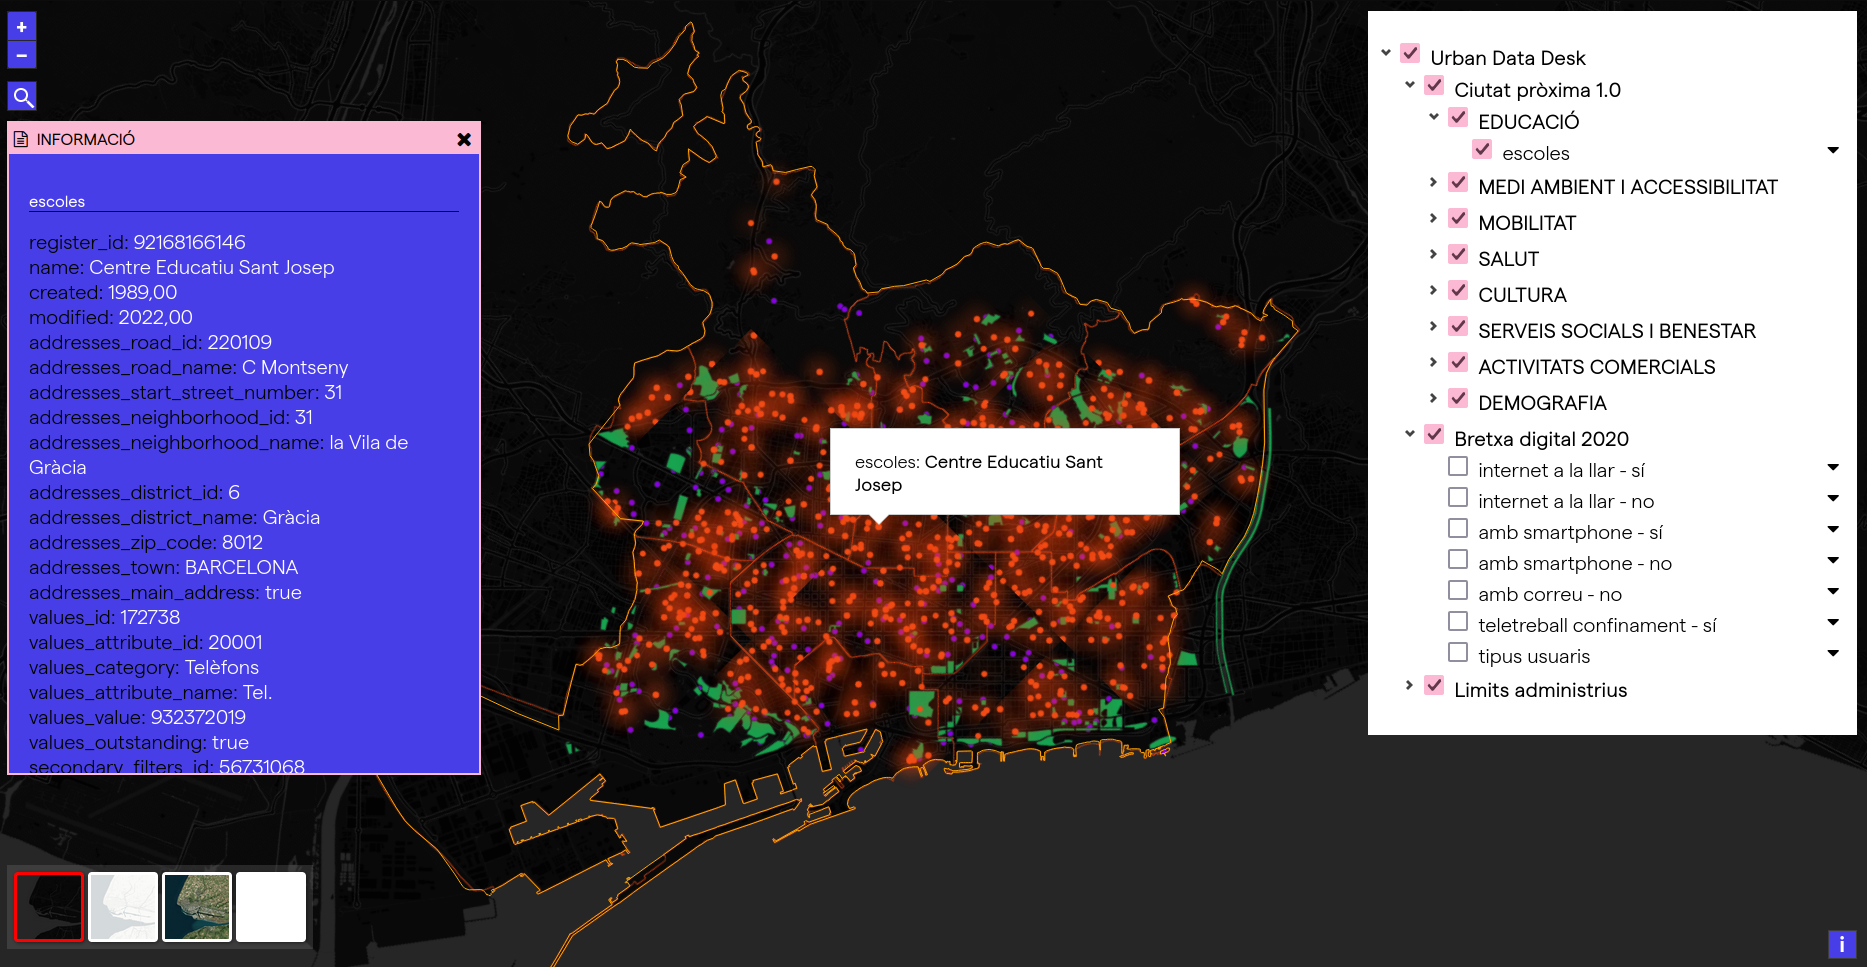 +
−
INFORMACIÓ
escoles
register_id: 92168166146
name: Centre Educatiu Sant Josep
created: 1989,00
modified: 2022,00
addresses_road_id: 220109
addresses_road_name: C Montseny
addresses_start_street_number: 31
addresses_neighborhood_id: 31
addresses_neighborhood_name: la Vila de
Gràcia
addresses_district_id: 6
addresses_district_name: Gràcia
addresses_zip_code: 8012
addresses_town: BARCELONA
addresses_main_address: true
values_id: 172738
values_attribute_id: 20001
values_category: Telèfons
values_attribute_name: Tel.
values_value: 932372019
values_outstanding: true
secondary_filters_id: 56731068
escoles: Centre Educatiu Sant
Josep
Urban Data Desk
Ciutat pròxima 1.0
EDUCACIÓ
escoles
MEDI AMBIENT I ACCESSIBILITAT
MOBILITAT
SALUT
CULTURA
SERVEIS SOCIALS I BENESTAR
ACTIVITATS COMERCIALS
DEMOGRAFIA
Bretxa digital 2020
internet a la llar - sí
internet a la llar - no
amb smartphone - sí
amb smartphone - no
amb correu - no
teletreball confinament - sí
tipus usuaris
Limits administrius
i